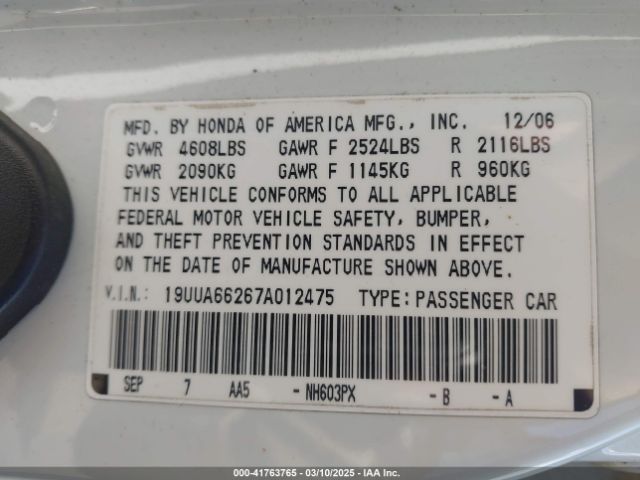 MFD. BY HONDA OF AMERICA MFG., INC. 12/06
GVWR 4608LBS GAWR F 2524LBS R 2116LBS
GVWR 2090KG GAWR F 1145KG R 960KG
THIS VEHICLE CONFORMS TO ALL APPLICABLE
FEDERAL MOTOR VEHICLE SAFETY, BUMPER,
AND THEFT PREVENTION STANDARDS IN EFFECT
ON THE DATE OF MANUFACTURE SHOWN ABOVE.
V.I.N.: 19UUA66267A012475 TYPE: PASSENGER CAR
SEP 7 AA5 - NH603PX - B - A
000-41763765 - 03/10/2025 - IAA Inc.